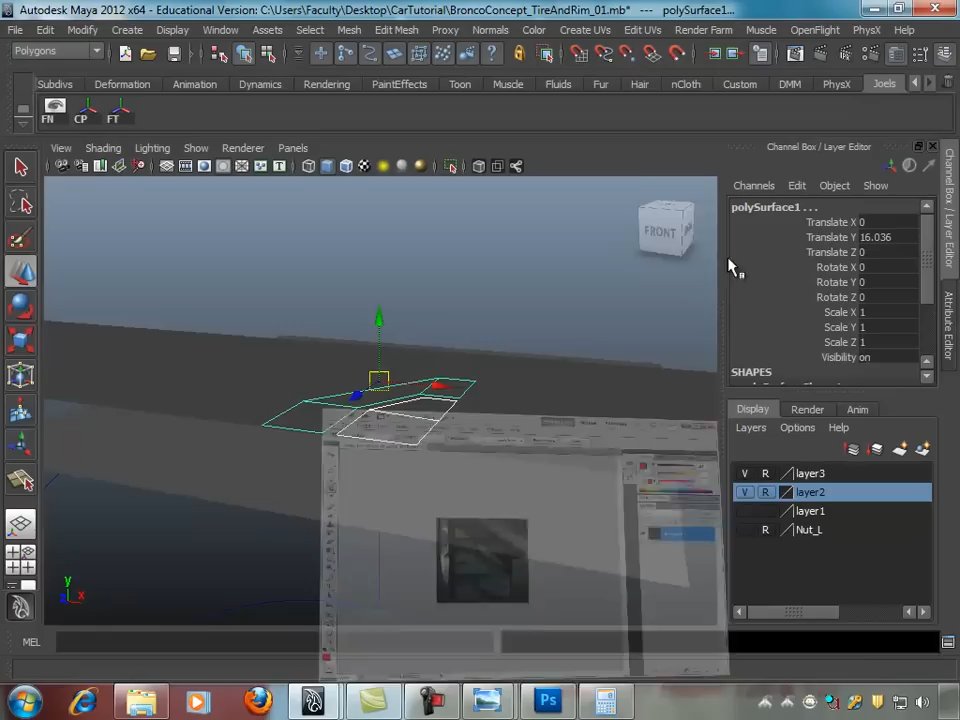 Autodesk Maya 2012 x64 - Educational Version: C:\Users\Faculty\Desktop\CarTutorial\BroncoConcept_TireAndRim_01.mb* --- polySurface1...
File Edit Modify Create Display Window Assets Select Mesh Edit Mesh Proxy Normals Color Create UVs Edit UVs Render Farm Muscle OpenFlight PhysX Help
Polygons
Subdivs Deformation Animation Dynamics Rendering PaintEffects Toon Muscle Fluids Fur Hair nCloth Custom DMM PhysX Joels
FN CP FT
View Shading Lighting Show Renderer Panels
Channel Box / Layer Editor
Channels Edit Object Show
polySurface1 . . .
Translate X 0
Translate Y 16.036
Translate Z 0
Rotate X 0
Rotate Y 0
Rotate Z 0
Scale X 1
Scale Y 1
Scale Z 1
Visibility on
SHAPES
Display Render Anim
Layers Options Help
V R layer3
V R layer2
layer1
R Nut_L
Channel Box / Layer Editor
Attribute Editor
FRONT
y
z x
MEL
Ps